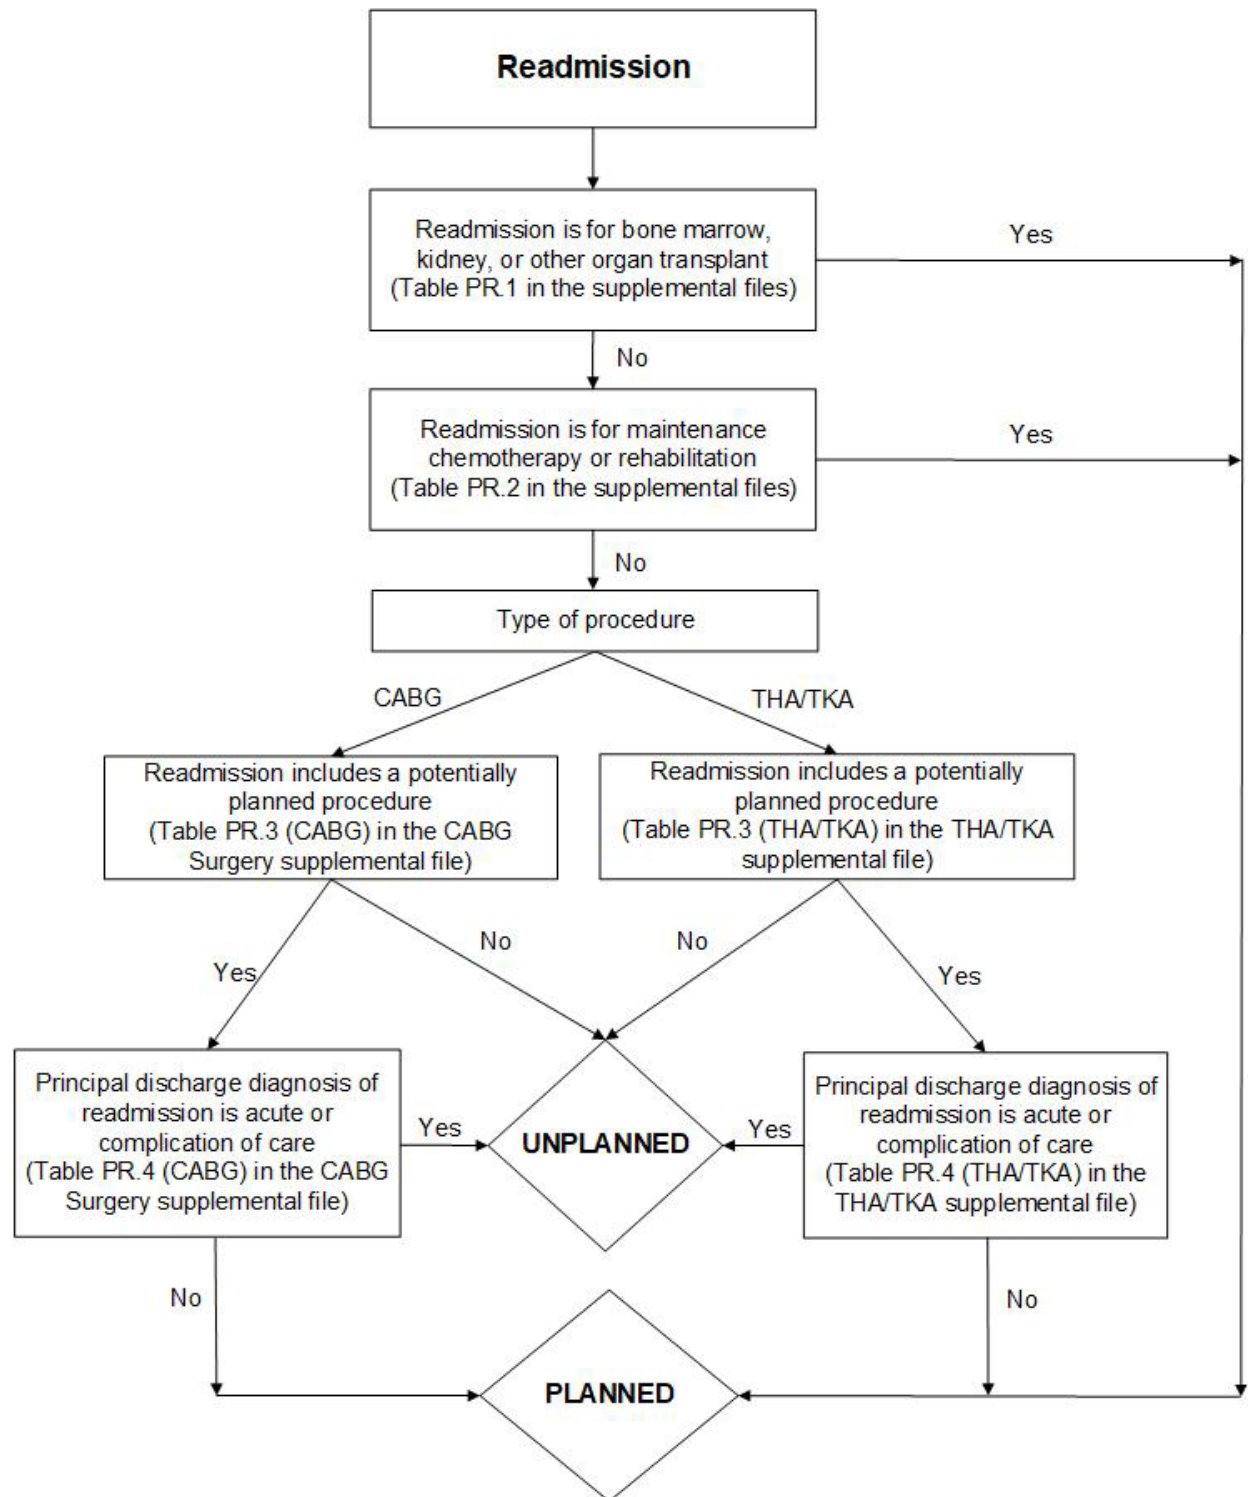 Readmission
Readmission is for bone marrow,
kidney, or other organ transplant
(Table PR.1 in the supplemental files)
Yes
No
Readmission is for maintenance
chemotherapy or rehabilitation
(Table PR.2 in the supplemental files)
Yes
No
Type of procedure
CABG
THA/TKA
Readmission includes a potentially
planned procedure
(Table PR.3 (CABG) in the CABG
Surgery supplemental file)
Readmission includes a potentially
planned procedure
(Table PR.3 (THA/TKA) in the THA/TKA
supplemental file)
Yes
No
No
Yes
Principal discharge diagnosis of
readmission is acute or
complication of care
(Table PR.4 (CABG) in the CABG
Surgery supplemental file)
Yes
UNPLANNED
Yes
Principal discharge diagnosis of
readmission is acute or
complication of care
(Table PR.4 (THA/TKA) in the
THA/TKA supplemental file)
No
No
PLANNED